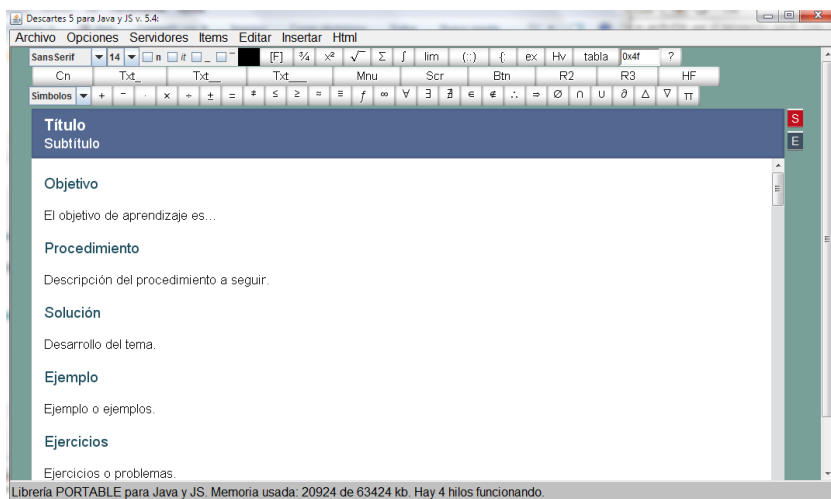 Descartes 5 para Java y JS v. 5.4:
Archivo Opciones Servidores Items Editar Insertar Html
SansSerif 14 n it _ ¯ [F] ¾ x² √‾ Σ ∫ lim (::) {: ex Hv tabla 0x4f ?
Cn Txt_ Txt__ Txt___ Mnu Scr Btn R2 R3 HF
Símbolos + − · × ÷ ± = ≠ ≤ ≥ ≈ ≡ ƒ ∞ ∀ ∃ ∄ ∈ ∉ ∴ ⇒ ∅ ∩ ∪ ∂ ∆ ∇ π
Título
Subtítulo
S
E
Objetivo
El objetivo de aprendizaje es...
Procedimiento
Descripción del procedimiento a seguir.
Solución
Desarrollo del tema.
Ejemplo
Ejemplo o ejemplos.
Ejercicios
Ejercicios o problemas.
Librería PORTABLE para Java y JS. Memoria usada: 20924 de 63424 kb. Hay 4 hilos funcionando.